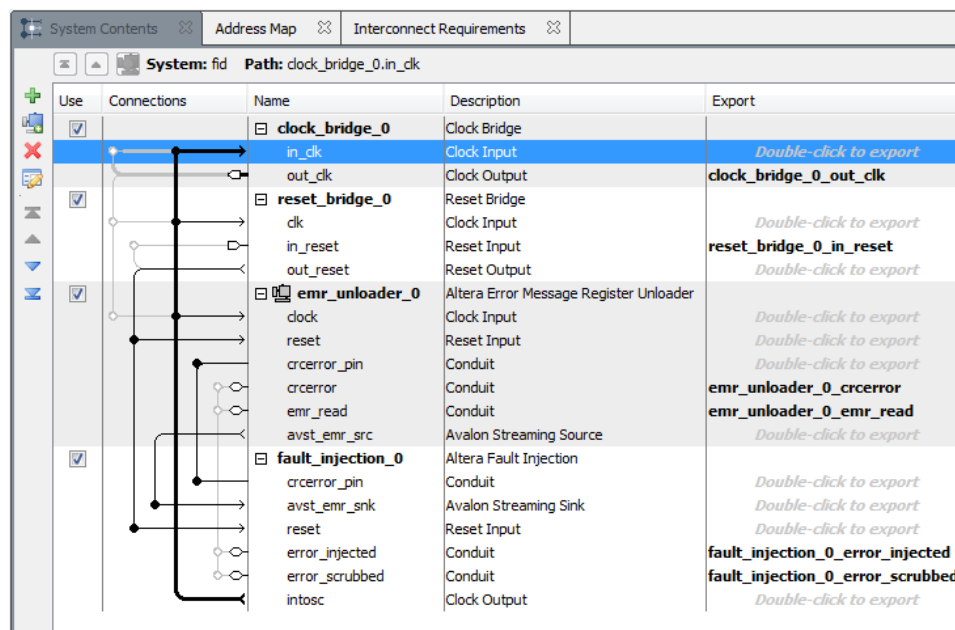 System Contents Address Map Interconnect Requirements
System: fid Path: clock_bridge_0.in_clk
Use Connections Name Description Export
clock_bridge_0 Clock Bridge
in_clk Clock Input Double-click to export
out_clk Clock Output clock_bridge_0_out_clk
reset_bridge_0 Reset Bridge
clk Clock Input Double-click to export
in_reset Reset Input reset_bridge_0_in_reset
out_reset Reset Output Double-click to export
emr_unloader_0 Altera Error Message Register Unloader
clock Clock Input Double-click to export
reset Reset Input Double-click to export
crcerror_pin Conduit Double-click to export
crcerror Conduit emr_unloader_0_crcerror
emr_read Conduit emr_unloader_0_emr_read
avst_emr_src Avalon Streaming Source Double-click to export
fault_injection_0 Altera Fault Injection
crcerror_pin Conduit Double-click to export
avst_emr_snk Avalon Streaming Sink Double-click to export
reset Reset Input Double-click to export
error_injected Conduit fault_injection_0_error_injected
error_scrubbed Conduit fault_injection_0_error_scrubbed
intosc Clock Output Double-click to export